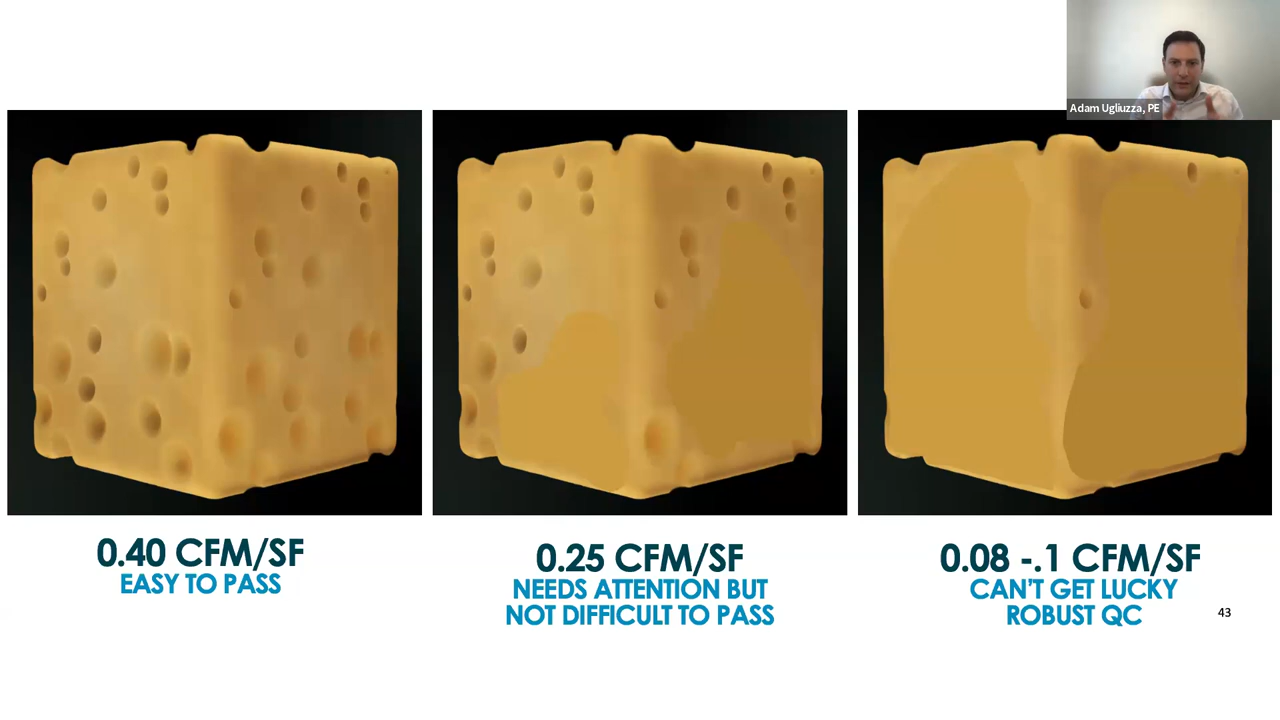 Adam Ugliuzza, PE
0.40 CFM/SF
EASY TO PASS
0.25 CFM/SF
NEEDS ATTENTION BUT
NOT DIFFICULT TO PASS
0.08 -.1 CFM/SF
CAN'T GET LUCKY
ROBUST QC
43